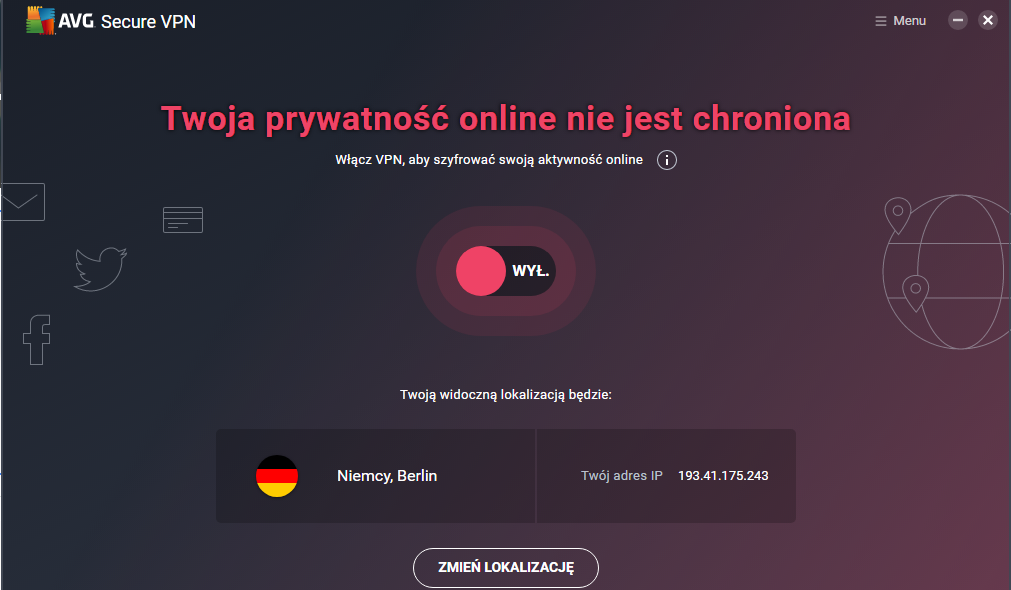 AVG Secure VPN
Menu
Twoja prywatność online nie jest chroniona
Włącz VPN, aby szyfrować swoją aktywność online
WYŁ.
Twoją widoczną lokalizacją będzie:
Niemcy, Berlin
Twój adres IP 193.41.175.243
ZMIEŃ LOKALIZACJĘ